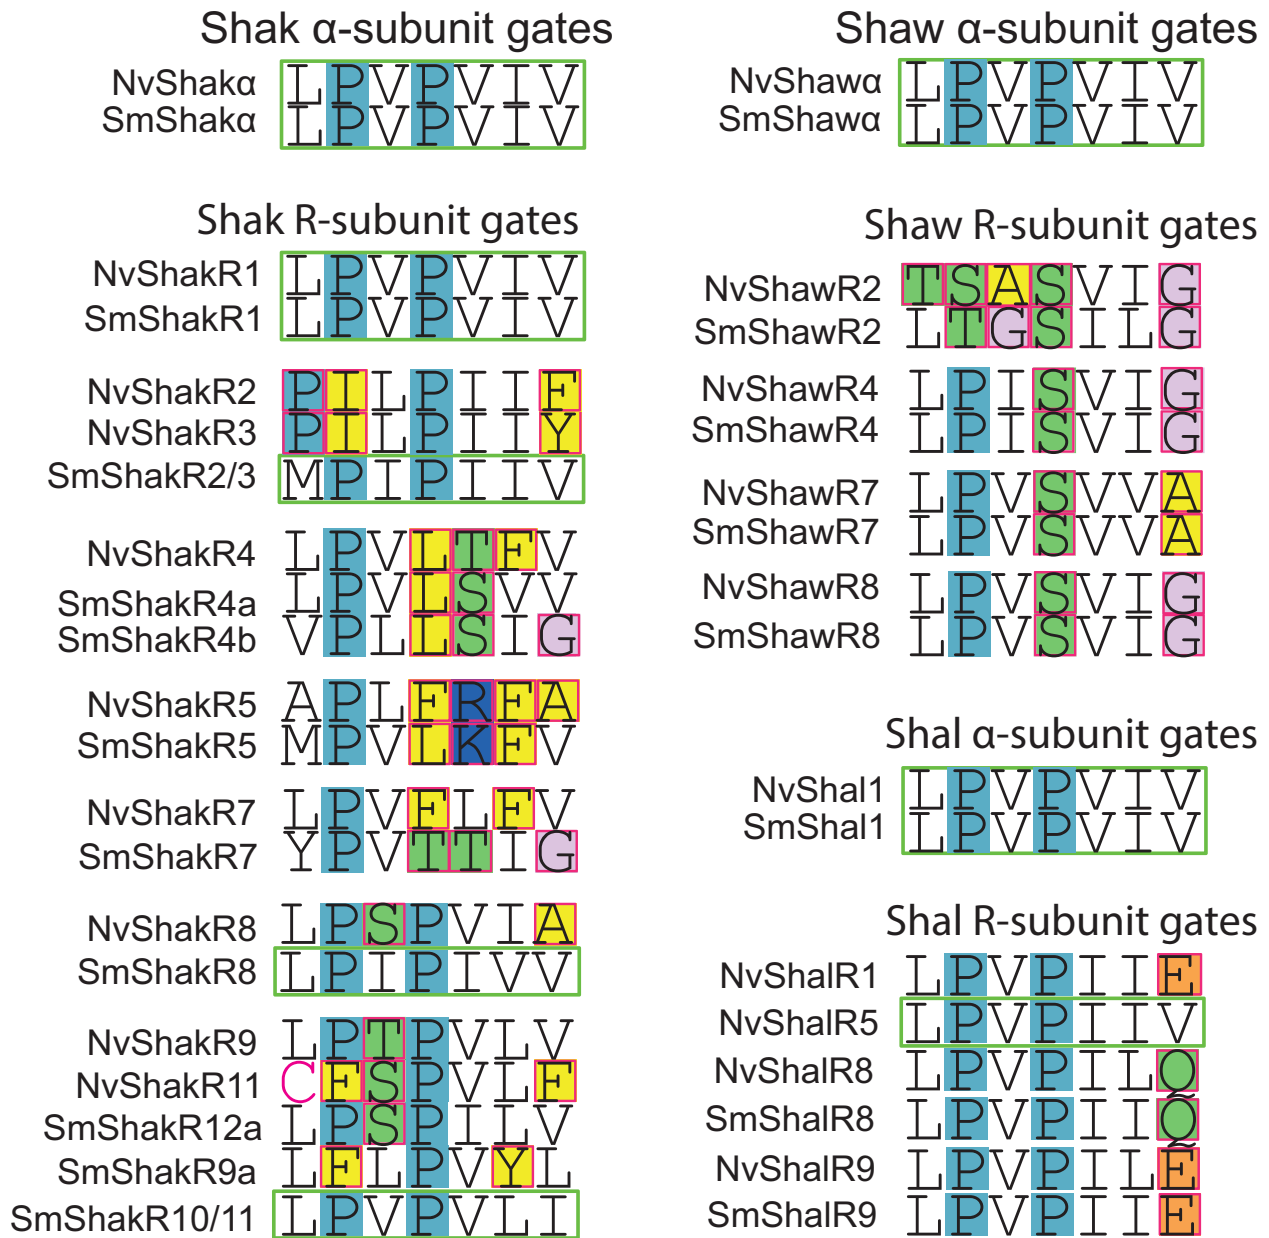 Shak α-subunit gates
NvShakα LPVPVIV
SmShakα LPVPVIV
Shak R-subunit gates
NvShakR1 LPVPVIV
SmShakR1 LPVPVIV
NvShakR2 PILPIIF
NvShakR3 PILPIIY
SmShakR2/3 MPIPIIV
NvShakR4 LPVLTFV
SmShakR4a LPVLSVV
SmShakR4b VPLLSIG
NvShakR5 APLFRFA
SmShakR5 MPVLKFV
NvShakR7 LPVFLFV
SmShakR7 YPVTTIG
NvShakR8 LPSPVIA
SmShakR8 LPIPIVV
NvShakR9 LPTPVLV
NvShakR11 CFSPVLF
SmShakR12a LPSPILV
SmShakR9a LFLPVYL
SmShakR10/11 LPVPVLI
Shaw α-subunit gates
NvShawα LPVPVIV
SmShawα LPVPVIV
Shaw R-subunit gates
NvShawR2 TSASVIG
SmShawR2 LTGSILG
NvShawR4 LPISVIG
SmShawR4 LPISVIG
NvShawR7 LPVSVVA
SmShawR7 LPVSVVA
NvShawR8 LPVSVIG
SmShawR8 LPVSVIG
Shal α-subunit gates
NvShal1 LPVPVIV
SmShal1 LPVPVIV
Shal R-subunit gates
NvShalR1 LPVPIIE
NvShalR5 LPVPIIV
NvShalR8 LPVPILQ
SmShalR8 LPVPIIQ
NvShalR9 LPVPILE
SmShalR9 LPVPIIE